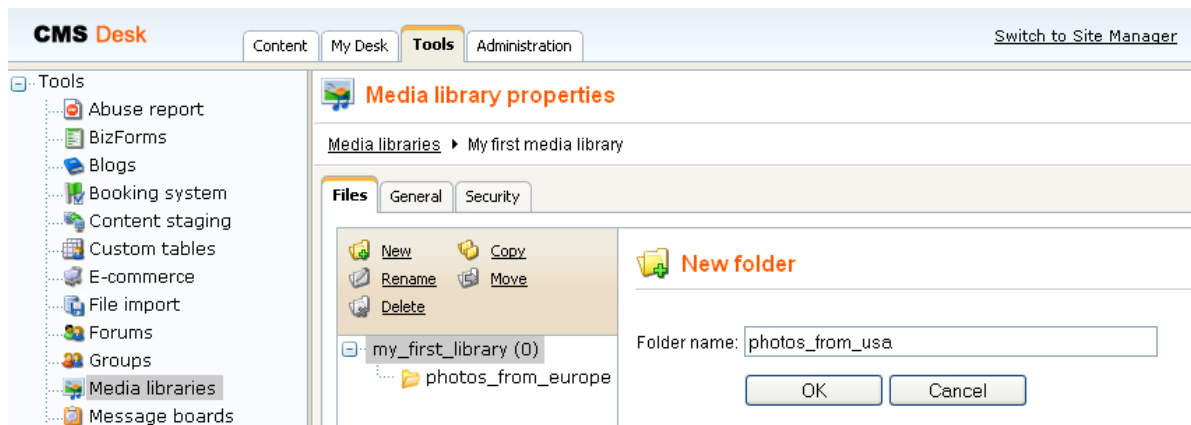 CMS Desk
Content My Desk Tools Administration
Switch to Site Manager
Tools
Abuse report
BizForms
Blogs
Booking system
Content staging
Custom tables
E-commerce
File import
Forums
Groups
Media libraries
Message boards
Media library properties
Media libraries My first media library
Files General Security
New Copy
Rename Move
Delete
my_first_library (0)
photos_from_europe
New folder
Folder name: photos_from_usa
OK Cancel